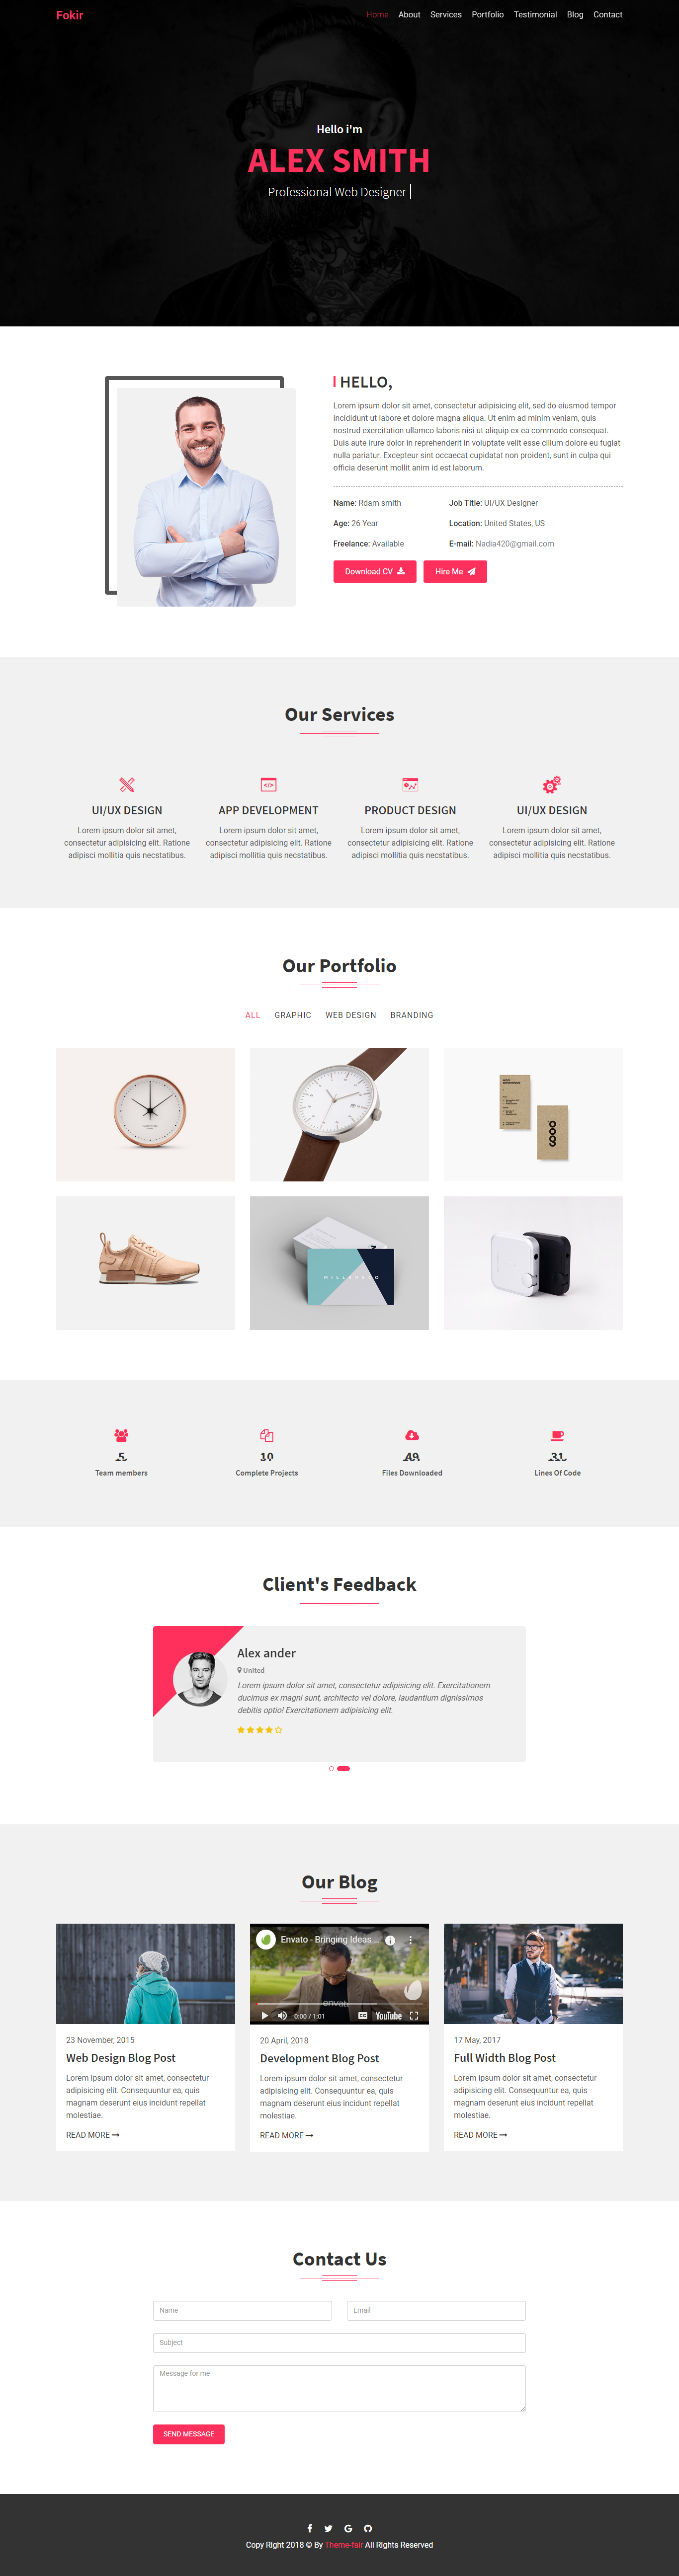 Fokir
Home About Services Portfolio Testimonial Blog Contact
Hello i'm
ALEX SMITH
Professional Web Designer
HELLO,
Lorem ipsum dolor sit amet, consectetur adipisicing elit, sed do eiusmod tempor
incididunt ut labore et dolore magna aliqua. Ut enim ad minim veniam, quis
nostrud exercitation ullamco laboris nisi ut aliquip ex ea commodo consequat.
Duis aute irure dolor in reprehenderit in voluptate velit esse cillum dolore eu fugiat
nulla pariatur. Excepteur sint occaecat cupidatat non proident, sunt in culpa qui
officia deserunt mollit anim id est laborum.
Name: Rdam smith Job Title: UI/UX Designer
Age: 26 Year Location: United States, US
Freelance: Available E-mail: Nadia420@gmail.com
Download CV Hire Me
Our Services
UI/UX DESIGN
Lorem ipsum dolor sit amet,
consectetur adipisicing elit. Ratione
adipisci mollitia quis necstatibus.
APP DEVELOPMENT
Lorem ipsum dolor sit amet,
consectetur adipisicing elit. Ratione
adipisci mollitia quis necstatibus.
PRODUCT DESIGN
Lorem ipsum dolor sit amet,
consectetur adipisicing elit. Ratione
adipisci mollitia quis necstatibus.
UI/UX DESIGN
Lorem ipsum dolor sit amet,
consectetur adipisicing elit. Ratione
adipisci mollitia quis necstatibus.
Our Portfolio
ALL GRAPHIC WEB DESIGN BRANDING
Team members
Complete Projects
Files Downloaded
Lines Of Code
Client's Feedback
Alex ander
United
Lorem ipsum dolor sit amet, consectetur adipisicing elit. Exercitationem
ducimus ex magni sunt, architecto vel dolore, laudantium dignissimos
debitis optio! Exercitationem adipisicing elit.
Our Blog
23 November, 2015
Web Design Blog Post
Lorem ipsum dolor sit amet, consectetur
adipisicing elit. Consequuntur ea, quis
magnam deserunt eius incidunt repellat
molestiae.
READ MORE
Envato - Bringing Ideas ...
0:00 / 1:01
YouTube
20 April, 2018
Development Blog Post
Lorem ipsum dolor sit amet, consectetur
adipisicing elit. Consequuntur ea, quis
magnam deserunt eius incidunt repellat
molestiae.
READ MORE
17 May, 2017
Full Width Blog Post
Lorem ipsum dolor sit amet, consectetur
adipisicing elit. Consequuntur ea, quis
magnam deserunt eius incidunt repellat
molestiae.
READ MORE
Contact Us
Name
Email
Subject
Message for me
SEND MESSAGE
Copy Right 2018 © By Theme-fair All Rights Reserved